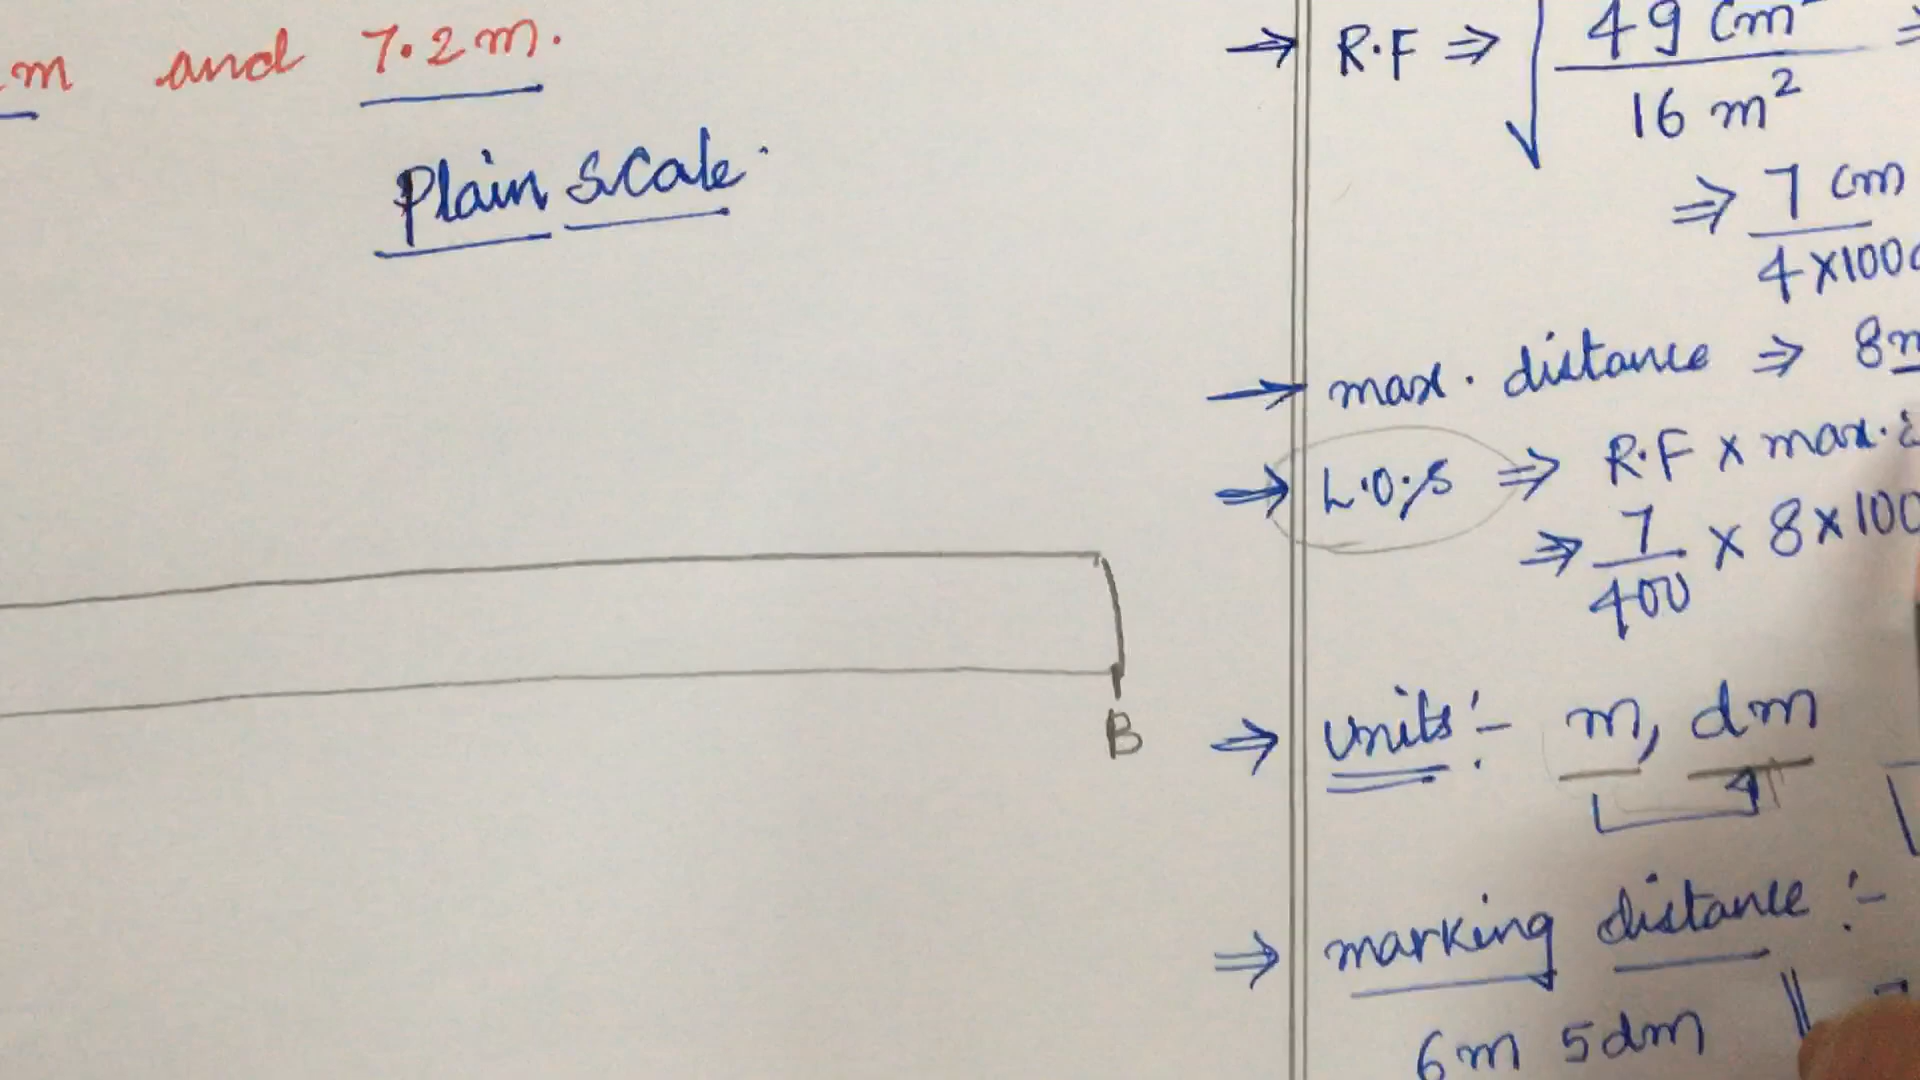 m and 7.2m.
Plain scale.
→ R.F ⇒ √ 49 cm² ⇒
16 m²
⇒ 7 cm
4×100
max. distance ⇒ 8m
L.O.S ⇒ R.F × max.
⇒ 7/400 × 8×100
B
⇒ Units:- m, dm
⇒ marking distance :-
6m 5dm